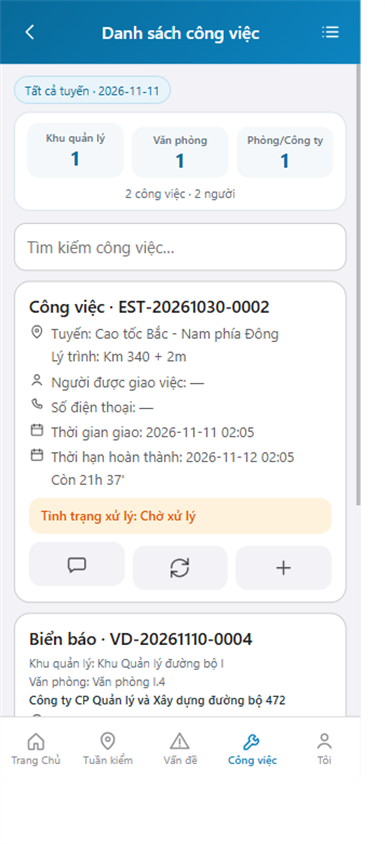 Danh sách công việc
Tất cả tuyến · 2026-11-11
Khu quản lý
1
Văn phòng
1
Phòng/Công ty
1
2 công việc · 2 người
Tìm kiếm công việc...
Công việc · EST-20261030-0002
Tuyến: Cao tốc Bắc - Nam phía Đông
Lý trình: Km 340 + 2m
Người được giao việc: —
Số điện thoại: —
Thời gian giao: 2026-11-11 02:05
Thời hạn hoàn thành: 2026-11-12 02:05
Còn 21h 37'
Tình trạng xử lý: Chờ xử lý
Biển báo · VD-20261110-0004
Khu quản lý: Khu Quản lý đường bộ I
Văn phòng: Văn phòng I.4
Công ty CP Quản lý và Xây dựng đường bộ 472
Trang Chủ
Tuần kiểm
Vấn đề
Công việc
Tôi